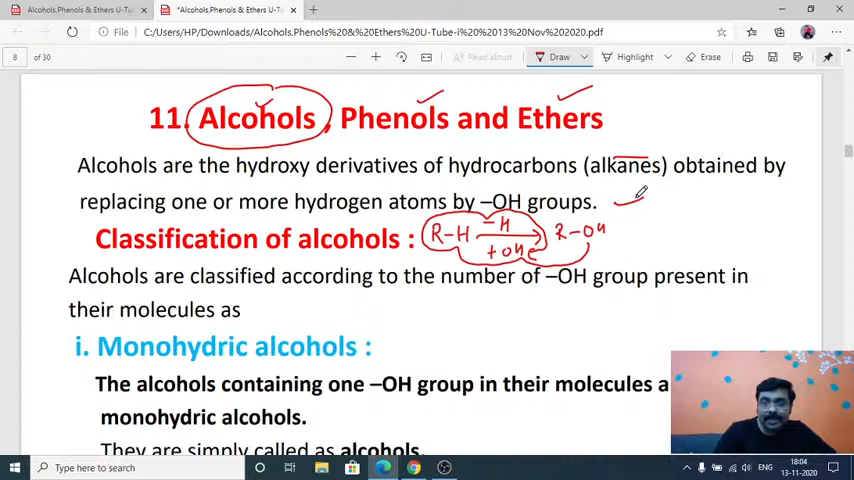 Alcohols,Phenols & Ethers U-Tu
*Alcohols,Phenols & Ethers U-T
File
C:/Users/HP/Downloads/Alcohols,Phenols%20&%20Ethers%20U-Tube-i%2013%20Nov%202020.pdf
8 of 30
Read aloud
Draw
Highlight
Erase
11. Alcohols , Phenols and Ethers
Alcohols are the hydroxy derivatives of hydrocarbons (alkanes) obtained by
replacing one or more hydrogen atoms by –OH groups.
Classification of alcohols : R-H -H +OH R-OH
Alcohols are classified according to the number of –OH group present in
their molecules as
i. Monohydric alcohols :
The alcohols containing one –OH group in their molecules a
monohydric alcohols.
They are simply called as alcohols.
Type here to search
ENG
18:04
13-11-2020